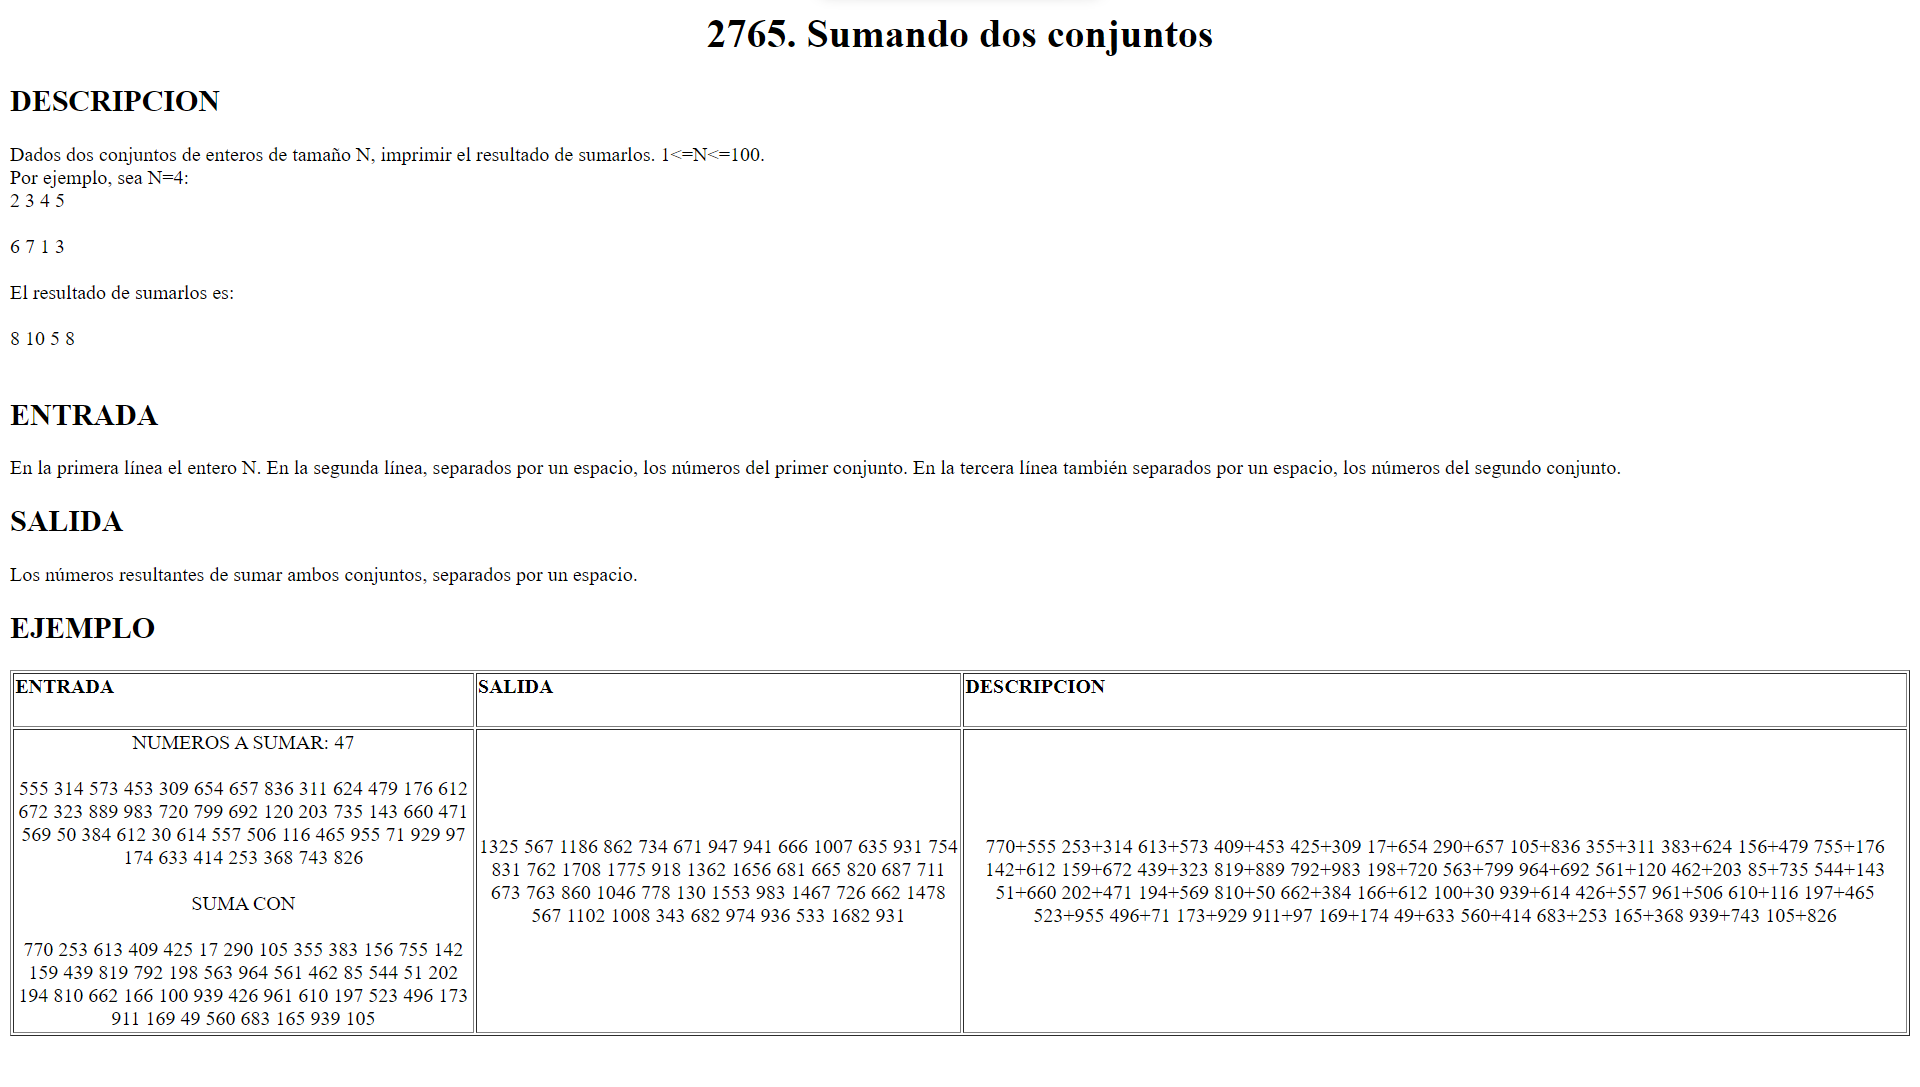 2765. Sumando dos conjuntos
DESCRIPCION
Dados dos conjuntos de enteros de tamaño N, imprimir el resultado de sumarlos. 1<=N<=100.
Por ejemplo, sea N=4:
2 3 4 5
6 7 1 3
El resultado de sumarlos es:
8 10 5 8
ENTRADA
En la primera línea el entero N. En la segunda línea, separados por un espacio, los números del primer conjunto. En la tercera línea también separados por un espacio, los números del segundo conjunto.
SALIDA
Los números resultantes de sumar ambos conjuntos, separados por un espacio.
EJEMPLO
ENTRADA
SALIDA
DESCRIPCION
NUMEROS A SUMAR: 47
555 314 573 453 309 654 657 836 311 624 479 176 612
672 323 889 983 720 799 692 120 203 735 143 660 471
569 50 384 612 30 614 557 506 116 465 955 71 929 97
174 633 414 253 368 743 826
SUMA CON
770 253 613 409 425 17 290 105 355 383 156 755 142
159 439 819 792 198 563 964 561 462 85 544 51 202
194 810 662 166 100 939 426 961 610 197 523 496 173
911 169 49 560 683 165 939 105
1325 567 1186 862 734 671 947 941 666 1007 635 931 754
831 762 1708 1775 918 1362 1656 681 665 820 687 711
673 763 860 1046 778 130 1553 983 1467 726 662 1478
567 1102 1008 343 682 974 936 533 1682 931
770+555 253+314 613+573 409+453 425+309 17+654 290+657 105+836 355+311 383+624 156+479 755+176
142+612 159+672 439+323 819+889 792+983 198+720 563+799 964+692 561+120 462+203 85+735 544+143
51+660 202+471 194+569 810+50 662+384 166+612 100+30 939+614 426+557 961+506 610+116 197+465
523+955 496+71 173+929 911+97 169+174 49+633 560+414 683+253 165+368 939+743 105+826